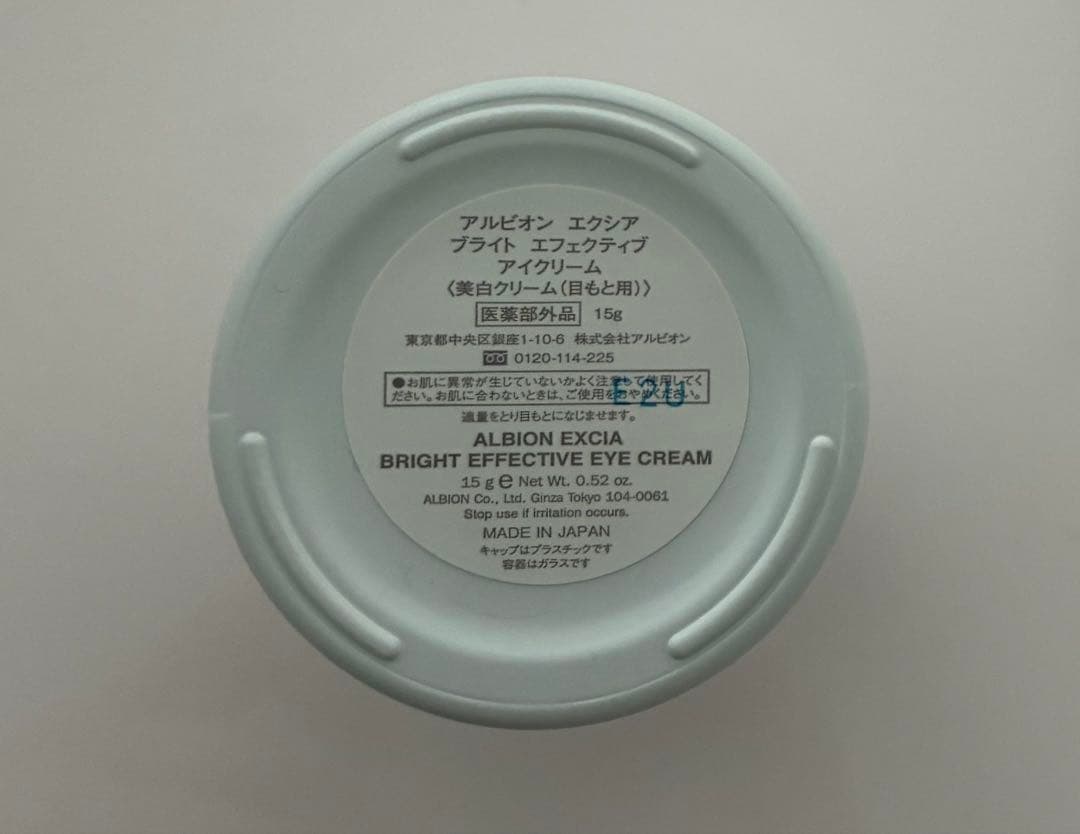 アルビオン エクシア
ブライト エフェクティブ
アイクリーム
〈美白クリーム(目もと用)〉
医薬部外品 15g
東京都中央区銀座1-10-6 株式会社アルビオン
0120-114-225
●お肌に異常が生じていないかよく注意して使用してく
ださい。お肌に合わないときは、ご使用をおやめください。
E2U
適量をとり目もとになじませます。
ALBION EXCIA
BRIGHT EFFECTIVE EYE CREAM
15 g e Net Wt. 0.52 oz.
ALBION Co., Ltd. Ginza Tokyo 104-0061
Stop use if irritation occurs.
MADE IN JAPAN
キャップはプラスチックです
容器はガラスです